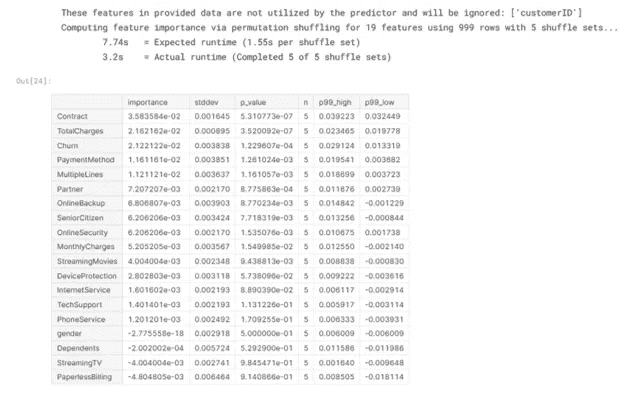 These features in provided data are not utilized by the predictor and will be ignored: ['customerID']
Computing feature importance via permutation shuffling for 19 features using 999 rows with 5 shuffle sets...
7.74s = Expected runtime (1.55s per shuffle set)
3.2s = Actual runtime (Completed 5 of 5 shuffle sets)
Out[24]:
importance stddev p_value n p99_high p99_low
Contract 3.583584e-02 0.001645 5.310773e-07 5 0.039223 0.032449
TotalCharges 2.162162e-02 0.000895 3.520092e-07 5 0.023465 0.019778
Churn 2.122122e-02 0.003838 1.229607e-04 5 0.029124 0.013319
PaymentMethod 1.161161e-02 0.003851 1.261024e-03 5 0.019541 0.003682
MultipleLines 1.121121e-02 0.003637 1.161057e-03 5 0.018699 0.003723
Partner 7.207207e-03 0.002170 8.775863e-04 5 0.011676 0.002739
OnlineBackup 6.806807e-03 0.003903 8.770234e-03 5 0.014842 -0.001229
SeniorCitizen 6.206206e-03 0.003424 7.718319e-03 5 0.013256 -0.000844
OnlineSecurity 6.206206e-03 0.002170 1.535076e-03 5 0.010675 0.001738
MonthlyCharges 5.205205e-03 0.003567 1.549985e-02 5 0.012550 -0.002140
StreamingMovies 4.004004e-03 0.002348 9.438813e-03 5 0.008838 -0.000830
DeviceProtection 2.802803e-03 0.003118 5.738096e-02 5 0.009222 -0.003616
InternetService 1.601602e-03 0.002193 8.890390e-02 5 0.006117 -0.002914
TechSupport 1.401401e-03 0.002193 1.131226e-01 5 0.005917 -0.003114
PhoneService 1.201201e-03 0.002492 1.709255e-01 5 0.006333 -0.003931
gender -2.775558e-18 0.002918 5.000000e-01 5 0.006009 -0.006009
Dependents -2.002002e-04 0.005724 5.292900e-01 5 0.011586 -0.011986
StreamingTV -4.004004e-03 0.002741 9.845471e-01 5 0.001640 -0.009648
PaperlessBilling -4.804805e-03 0.006464 9.140866e-01 5 0.008505 -0.018114